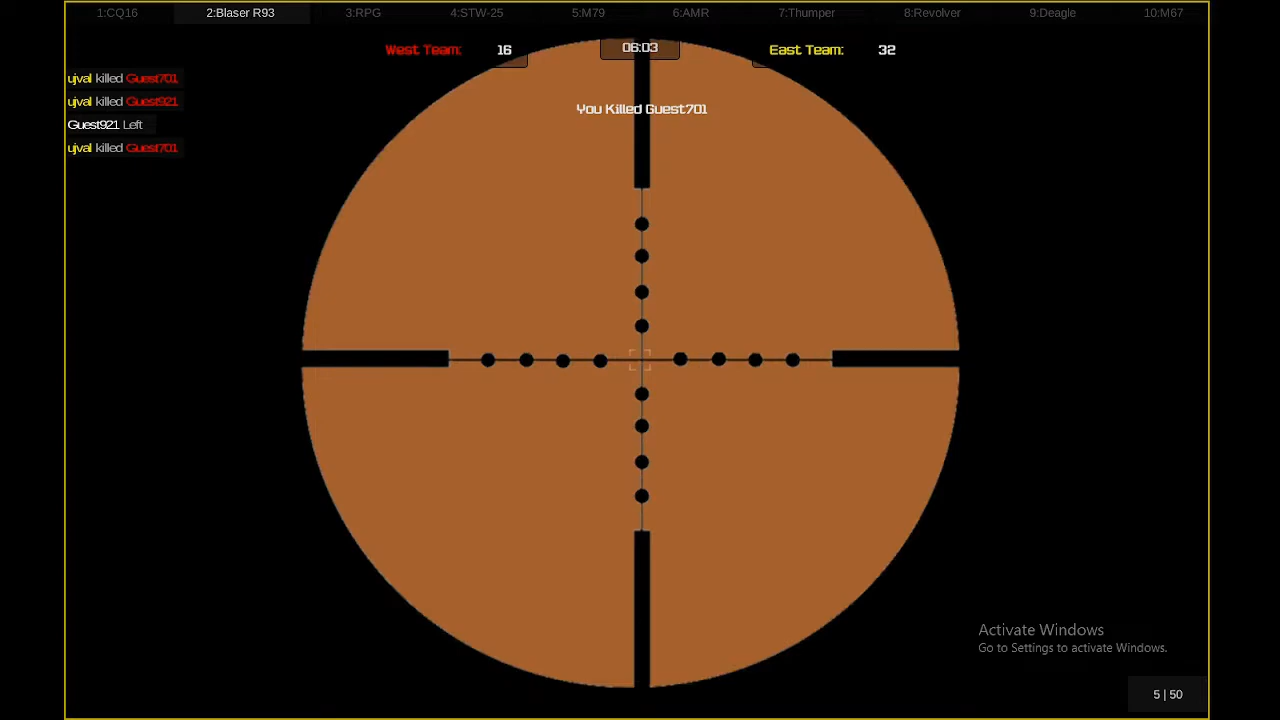 1:CQ16 2:Blaser R93 3:RPG 4:STW-25 5:M79 6:AMR 7:Thumper 8:Revolver 9:Deagle 10:M67
West Team: 16 06:03 East Team: 32
ujval killed Guest701
ujval killed Guest921
Guest921 Left
ujval killed Guest701
You Killed Guest701
Activate Windows
Go to Settings to activate Windows.
5 | 50